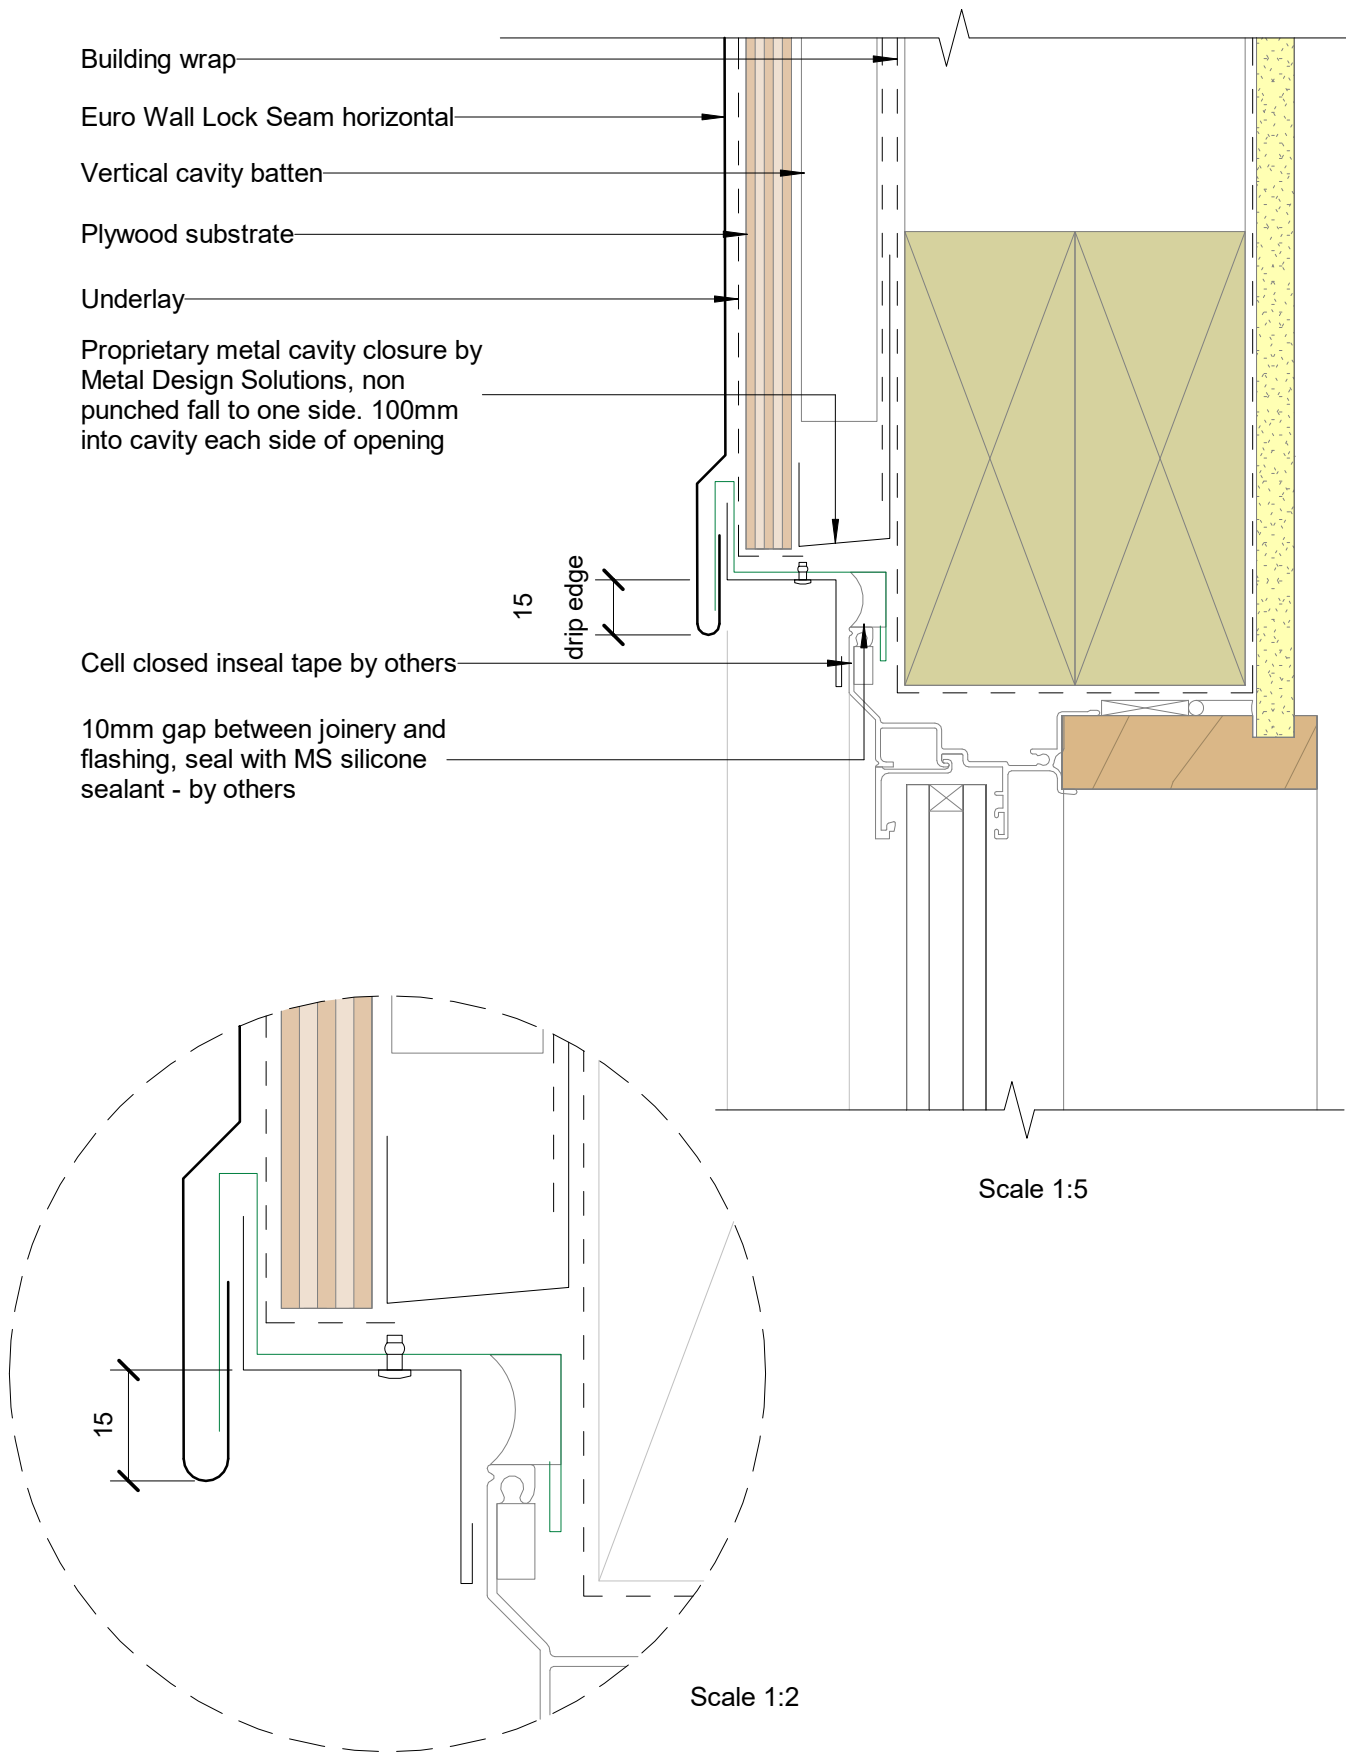 Building wrap
Euro Wall Lock Seam horizontal
Vertical cavity batten
Plywood substrate
Underlay
Proprietary metal cavity closure by
Metal Design Solutions, non
punched fall to one side. 100mm
into cavity each side of opening
15
drip edge
Cell closed inseal tape by others
10mm gap between joinery and
flashing, seal with MS silicone
sealant - by others
Scale 1:5
15
Scale 1:2